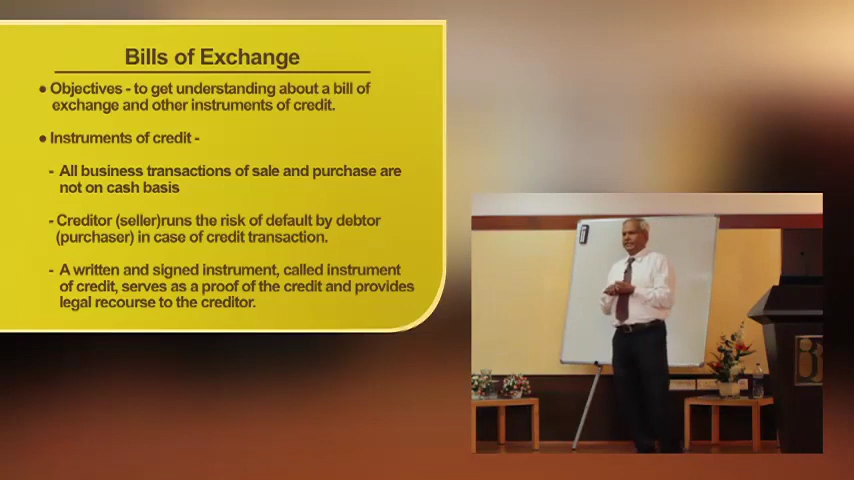 Bills of Exchange
● Objectives - to get understanding about a bill of
exchange and other instruments of credit.
● Instruments of credit -
- All business transactions of sale and purchase are
not on cash basis
- Creditor (seller)runs the risk of default by debtor
(purchaser) in case of credit transaction.
- A written and signed instrument, called instrument
of credit, serves as a proof of the credit and provides
legal recourse to the creditor.